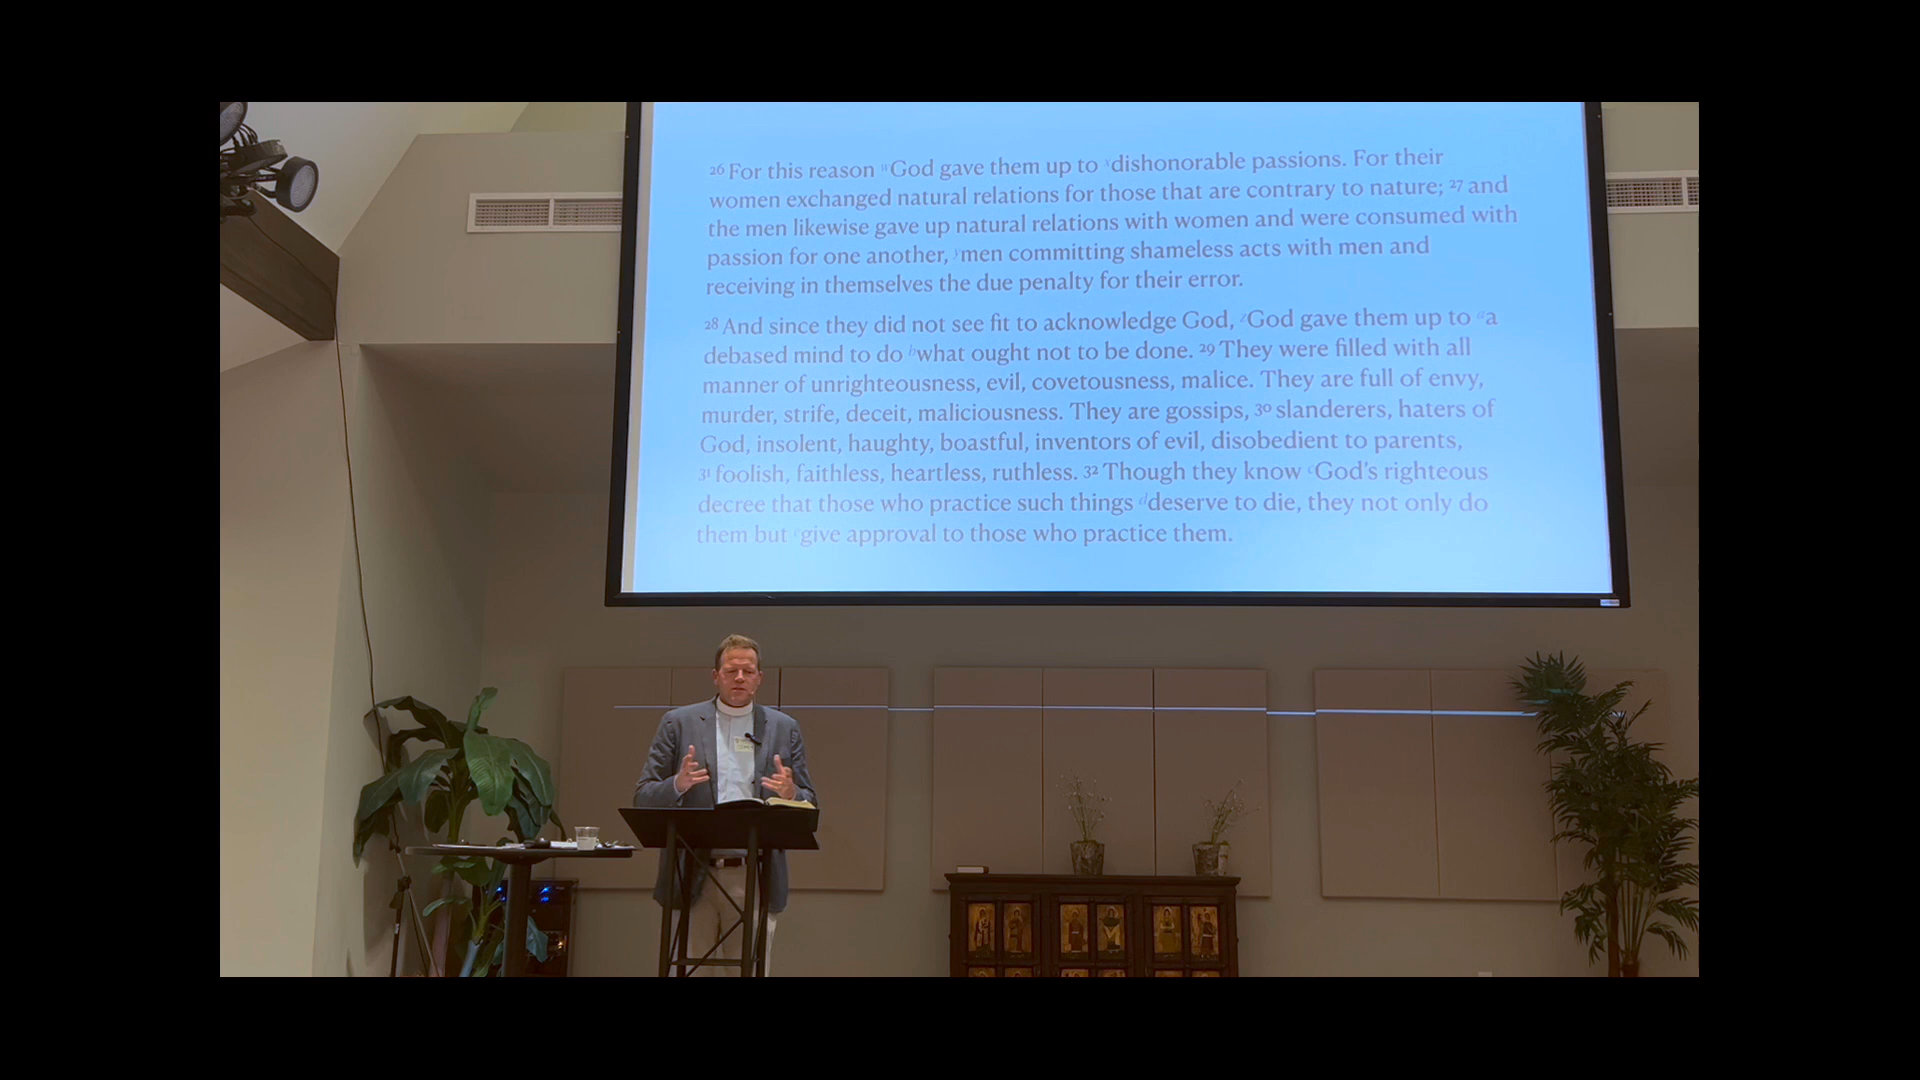 26 For this reason God gave them up to dishonorable passions. For their
women exchanged natural relations for those that are contrary to nature; 27 and
the men likewise gave up natural relations with women and were consumed with
passion for one another, men committing shameless acts with men and
receiving in themselves the due penalty for their error.
28 And since they did not see fit to acknowledge God, God gave them up to a
debased mind to do what ought not to be done. 29 They were filled with all
manner of unrighteousness, evil, covetousness, malice. They are full of envy,
murder, strife, deceit, maliciousness. They are gossips, 30 slanderers, haters of
God, insolent, haughty, boastful, inventors of evil, disobedient to parents,
31 foolish, faithless, heartless, ruthless. 32 Though they know God's righteous
decree that those who practice such things deserve to die, they not only do
them but give approval to those who practice them.